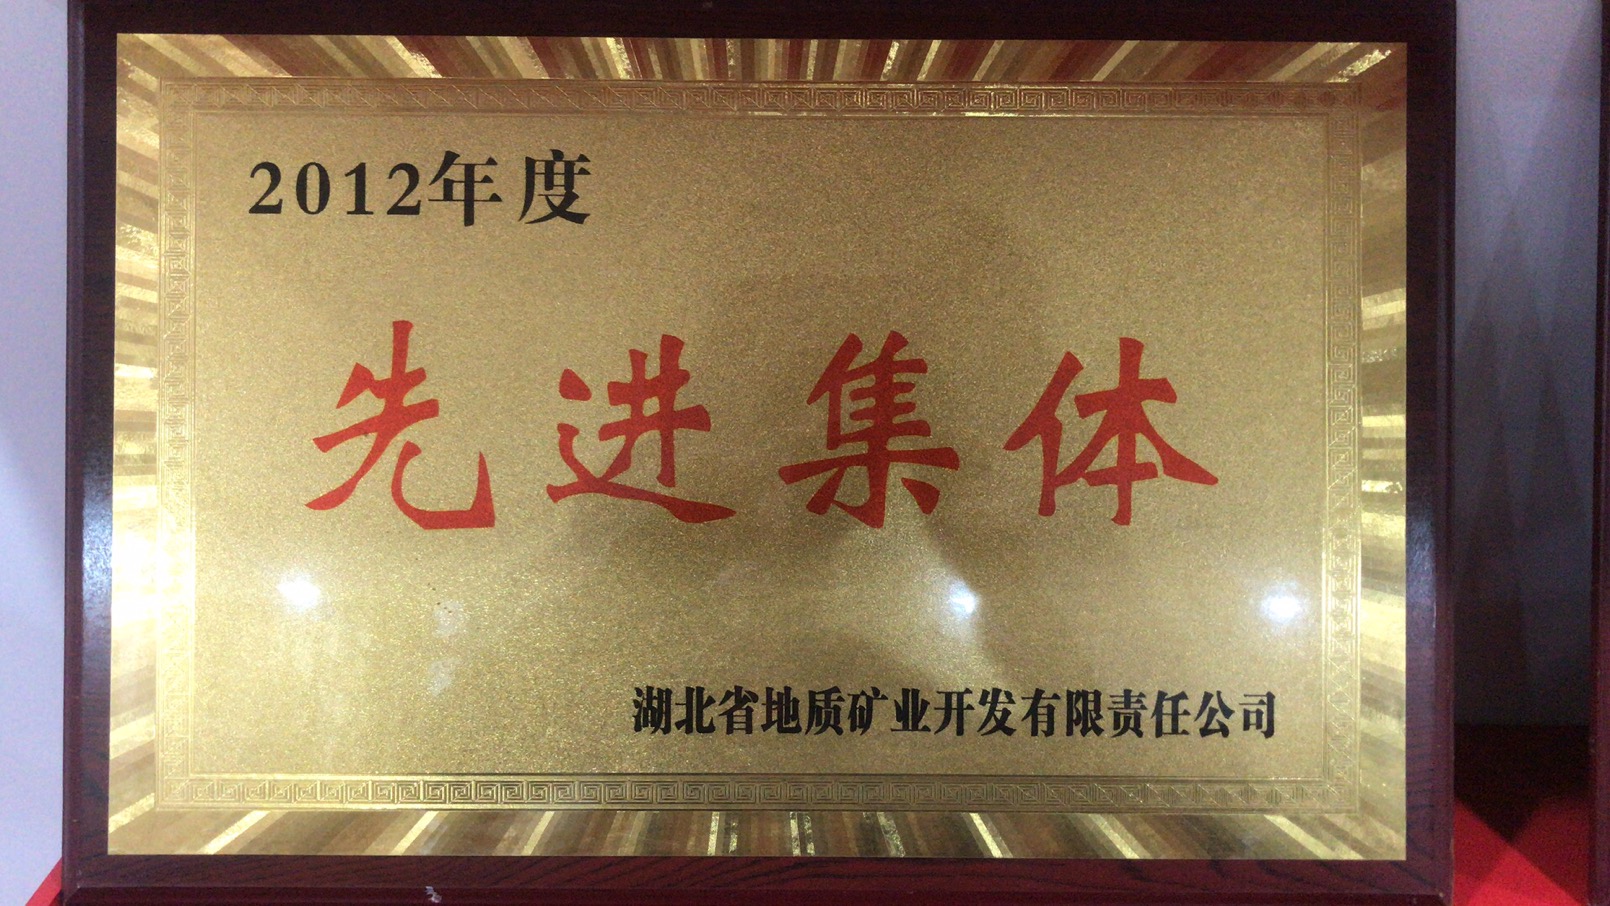 2012年度
先进集体
湖北省地质矿业开发有限责任公司